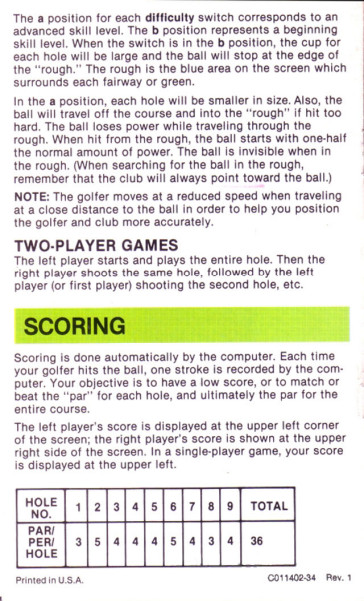 The a position for each difficulty switch corresponds to an
advanced skill level. The b position represents a beginning
skill level. When the switch is in the b position, the cup for
each hole will be large and the ball will stop at the edge of
the "rough." The rough is the blue area on the screen which
surrounds each fairway or green.
In the a position, each hole will be smaller in size. Also, the
ball will travel off the course and into the "rough" if hit too
hard. The ball loses power while traveling through the
rough. When hit from the rough, the ball starts with one-half
the normal amount of power. The ball is invisible when in
the rough. (When searching for the ball in the rough,
remember that the club will always point toward the ball.)
NOTE: The golfer moves at a reduced speed when traveling
at a close distance to the ball in order to help you position
the golfer and club more accurately.
TWO-PLAYER GAMES
The left player starts and plays the entire hole. Then the
right player shoots the same hole, followed by the left
player (or first player) shooting the second hole, etc.
SCORING
Scoring is done automatically by the computer. Each time
your golfer hits the ball, one stroke is recorded by the com-
puter. Your objective is to have a low score, or to match or
beat the "par" for each hole, and ultimately the par for the
entire course.
The left player's score is displayed at the upper left corner
of the screen; the right player's score is shown at the upper
right side of the screen. In a single-player game, your score
is displayed at the upper left.
HOLE NO. 1 2 3 4 5 6 7 8 9 TOTAL
PAR/ PER/ HOLE 3 5 4 4 4 5 4 3 4 36
Printed in U.S.A. C011402-34 Rev. 1